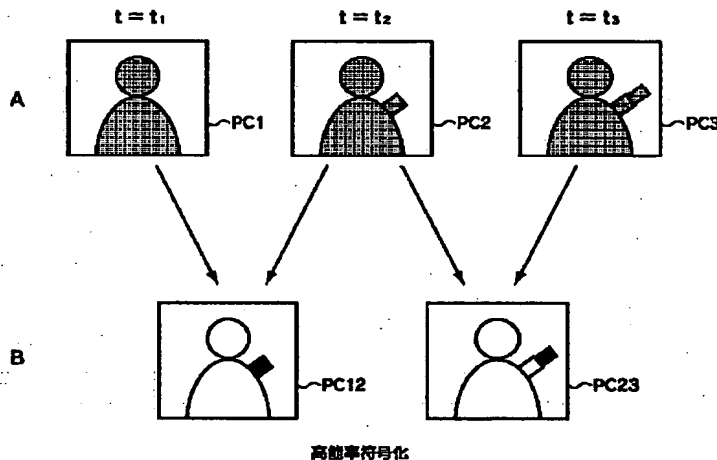 t = t₁ t = t₂ t = t₃
A
PC1 PC2 PC3
B
PC12 PC23
高能率符号化